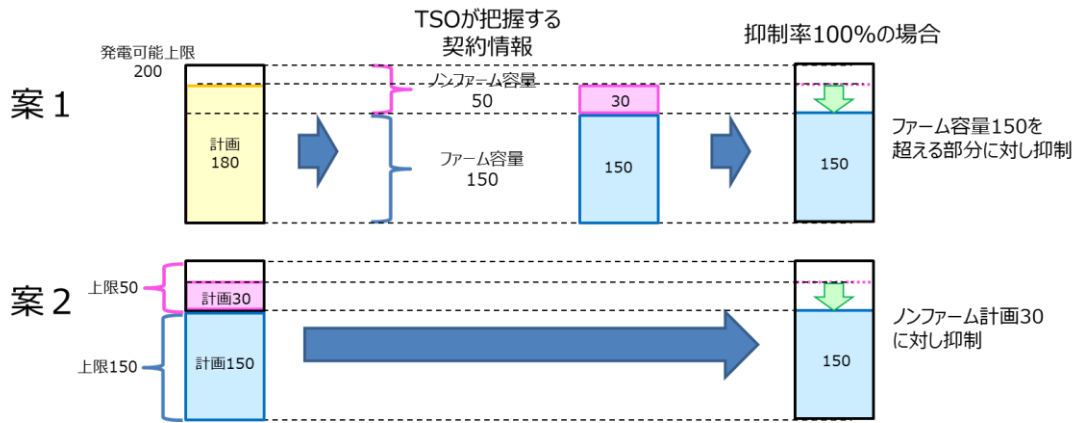 TSOが把握する
契約情報
抑制率100%の場合
発電可能上限
200
案1
計画
180
ノンファーム容量
50
ファーム容量
150
30
150
150
ファーム容量150を
超える部分に対し抑制
案2
上限50
上限150
計画30
計画150
150
ノンファーム計画30
に対し抑制